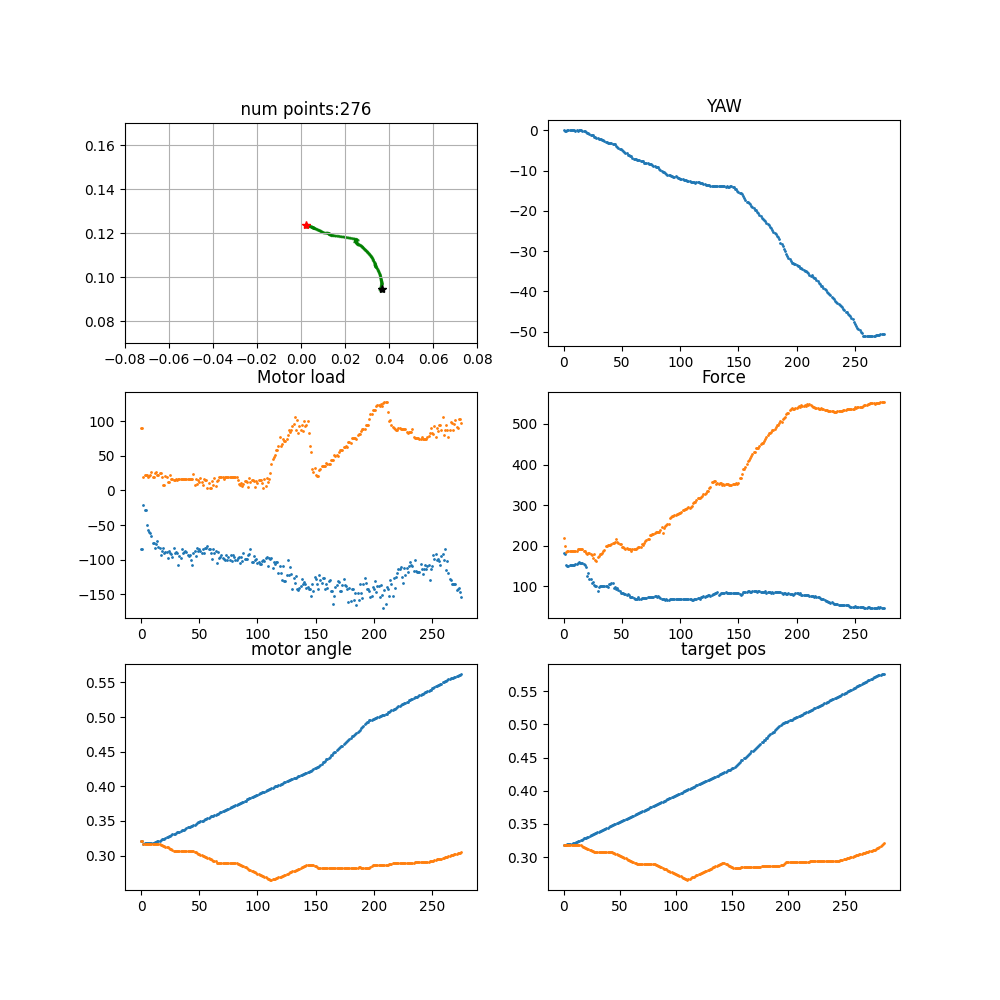 num points:276
YAW
0.16
0.14
0.12
0.10
0.08
−0.08 −0.06 −0.04 −0.02 0.00 0.02 0.04 0.06 0.08
0
−10
−20
−30
−40
−50
0 50 100 150 200 250
Motor load
Force
100
50
0
−50
−100
−150
0 50 100 150 200 250
500
400
300
200
100
0 50 100 150 200 250
motor angle
target pos
0.55
0.50
0.45
0.40
0.35
0.30
0 50 100 150 200 250
0.55
0.50
0.45
0.40
0.35
0.30
0 50 100 150 200 250